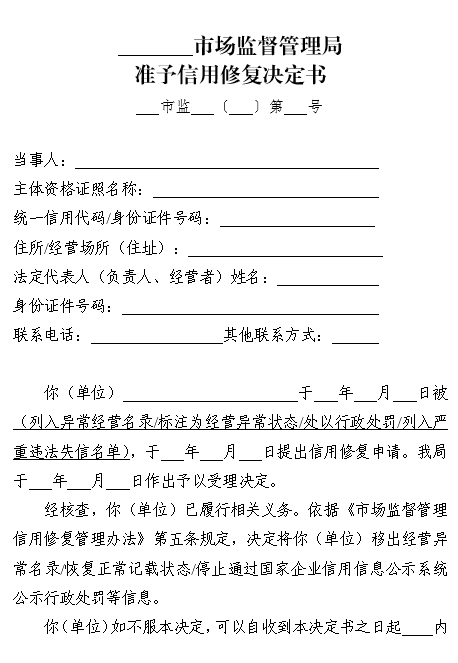 ________市场监督管理局
准予信用修复决定书
___市监___〔___〕第___号
当事人：________________
主体资格证照名称：________________
统一信用代码/身份证件号码：________________
住所/经营场所（住址）：________________
法定代表人（负责人、经营者）姓名：____________
身份证件号码：________________
联系电话：________________其他联系方式：______
你（单位）____________________于___年___月___日被
（列入异常经营名录/标注为经营异常状态/处以行政处罚/列入严
重违法失信名单），于___年___月___日提出信用修复申请。我局
于___年___月___日作出予以受理决定。
经核查，你（单位）已履行相关义务。依据《市场监督管理
信用修复管理办法》第五条规定，决定将你（单位）移出经营异
常名录/恢复正常记载状态/停止通过国家企业信用信息公示系统
公示行政处罚等信息。
你（单位）如不服本决定，可以自收到本决定书之日起____内